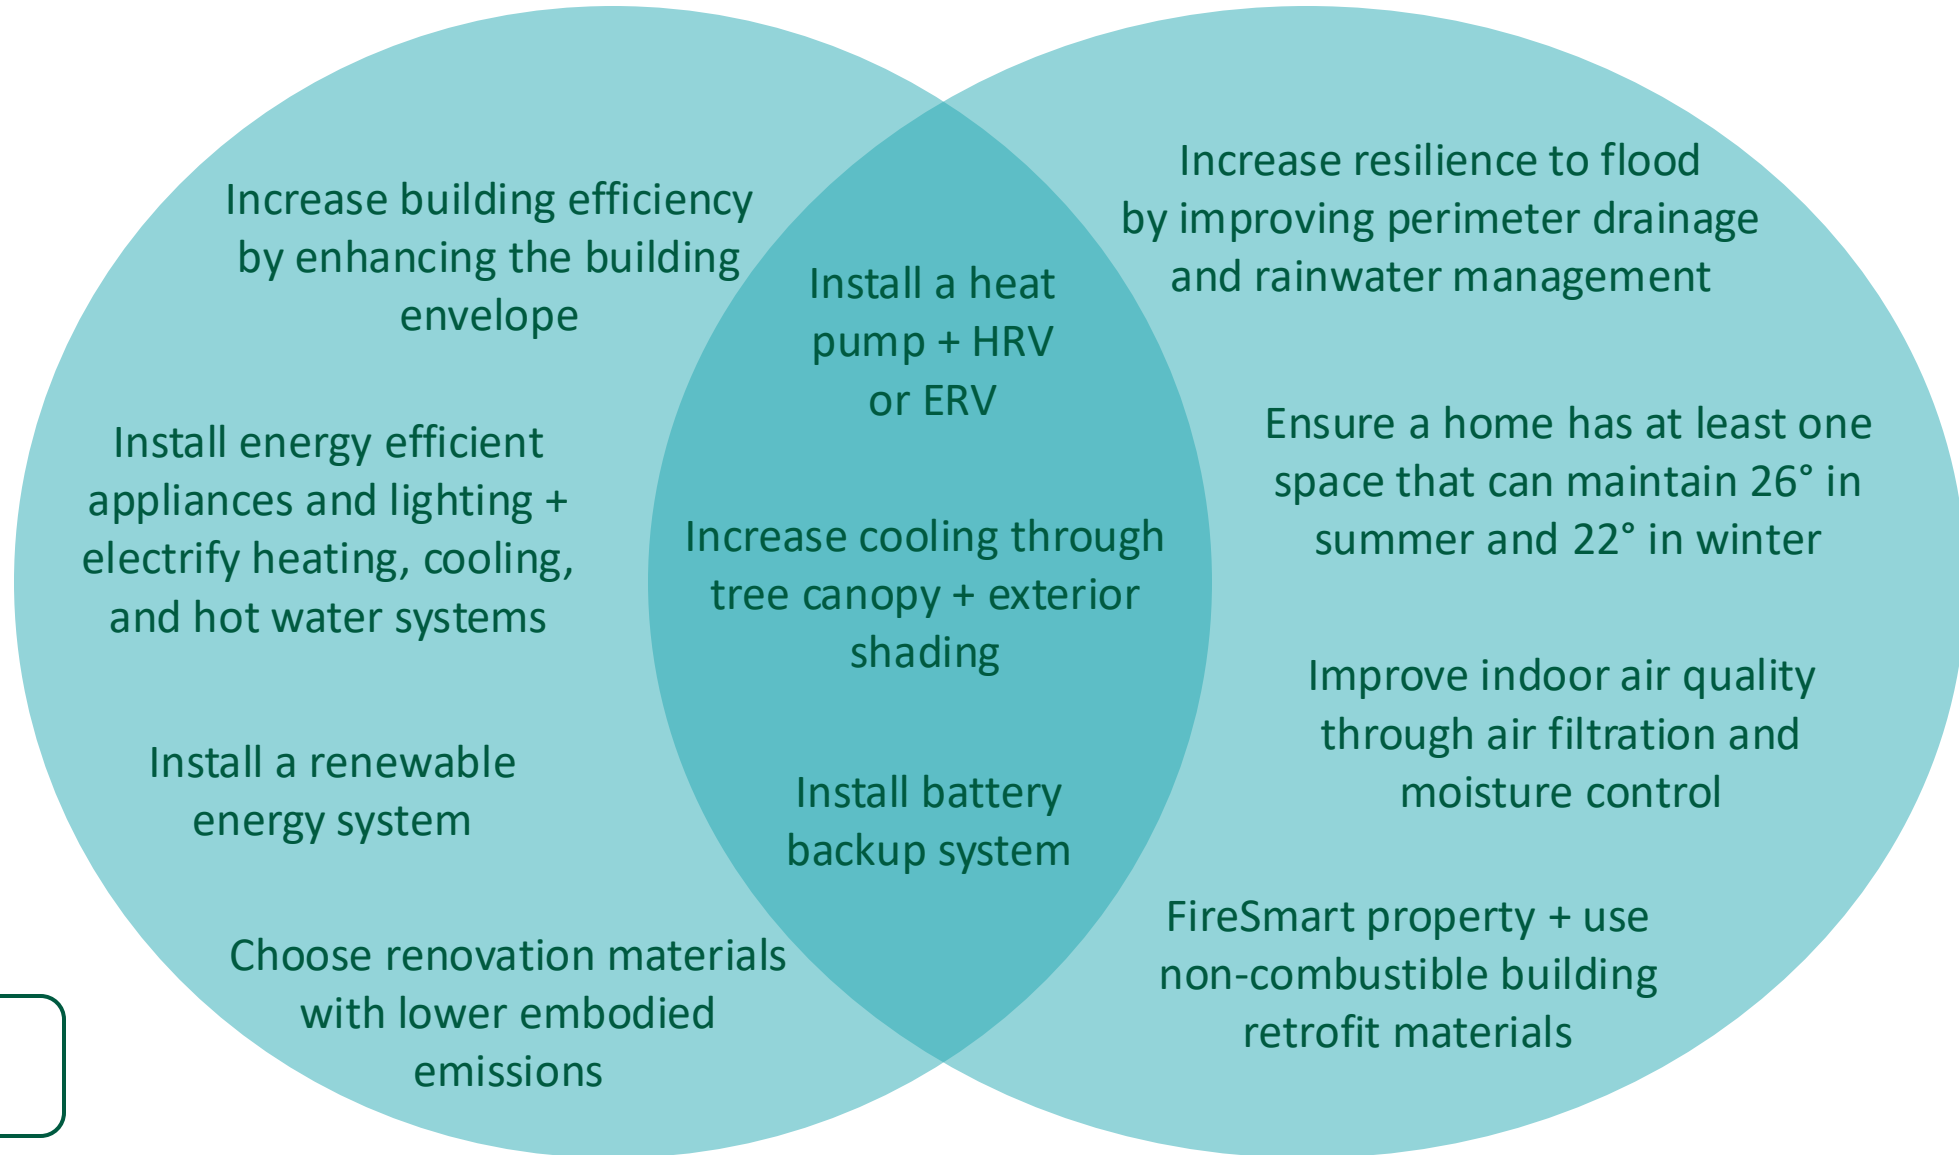 Increase building efficiency
by enhancing the building
envelope
Install energy efficient
appliances and lighting +
electrify heating, cooling,
and hot water systems
Install a renewable
energy system
Choose renovation materials
with lower embodied
emissions
Install a heat
pump + HRV
or ERV
Increase cooling through
tree canopy + exterior
shading
Install battery
backup system
Increase resilience to flood
by improving perimeter drainage
and rainwater management
Ensure a home has at least one
space that can maintain 26° in
summer and 22° in winter
Improve indoor air quality
through air filtration and
moisture control
FireSmart property + use
non-combustible building
retrofit materials